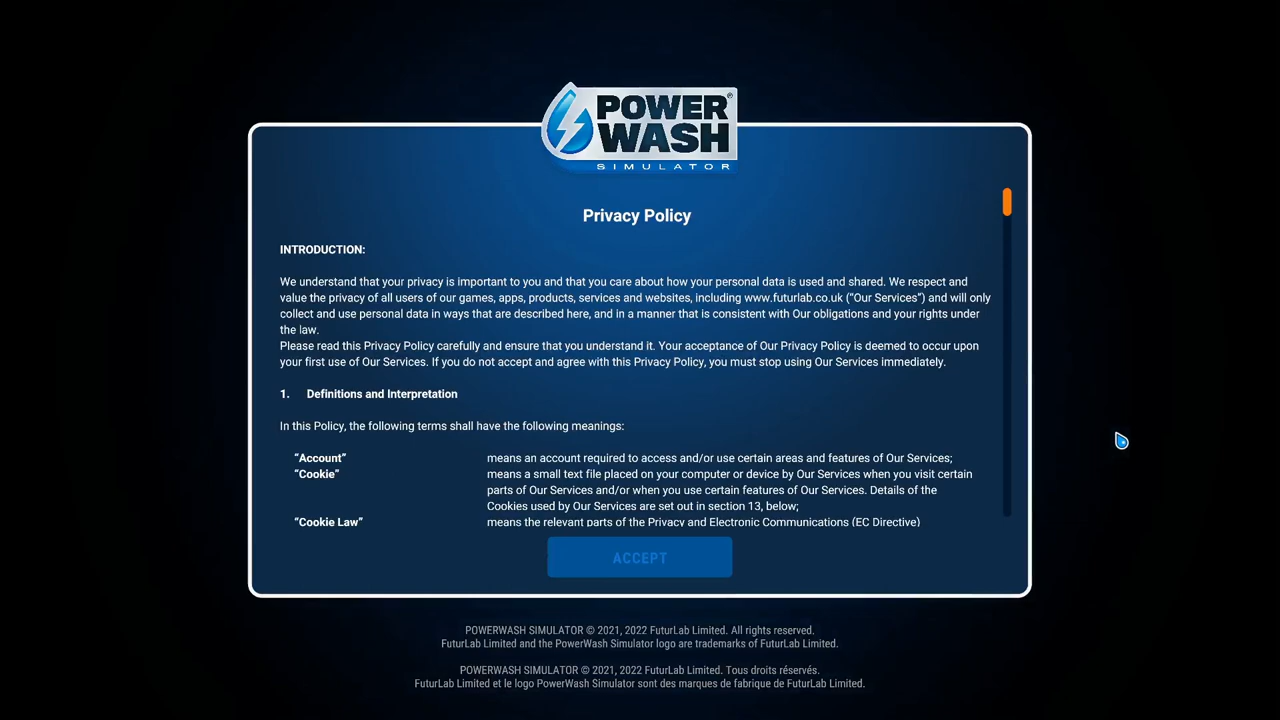 POWER®
WASH
SIMULATOR
Privacy Policy
INTRODUCTION:
We understand that your privacy is important to you and that you care about how your personal data is used and shared. We respect and
value the privacy of all users of our games, apps, products, services and websites, including www.futurlab.co.uk (“Our Services”) and will only
collect and use personal data in ways that are described here, and in a manner that is consistent with Our obligations and your rights under
the law.
Please read this Privacy Policy carefully and ensure that you understand it. Your acceptance of Our Privacy Policy is deemed to occur upon
your first use of Our Services. If you do not accept and agree with this Privacy Policy, you must stop using Our Services immediately.
1. Definitions and Interpretation
In this Policy, the following terms shall have the following meanings:
“Account” means an account required to access and/or use certain areas and features of Our Services;
“Cookie” means a small text file placed on your computer or device by Our Services when you visit certain
parts of Our Services and/or when you use certain features of Our Services. Details of the
Cookies used by Our Services are set out in section 13, below;
“Cookie Law” means the relevant parts of the Privacy and Electronic Communications (EC Directive)
ACCEPT
POWERWASH SIMULATOR © 2021, 2022 FuturLab Limited. All rights reserved.
FuturLab Limited and the PowerWash Simulator logo are trademarks of FuturLab Limited.
POWERWASH SIMULATOR © 2021, 2022 FuturLab Limited. Tous droits réservés.
FuturLab Limited et le logo PowerWash Simulator sont des marques de fabrique de FuturLab Limited.